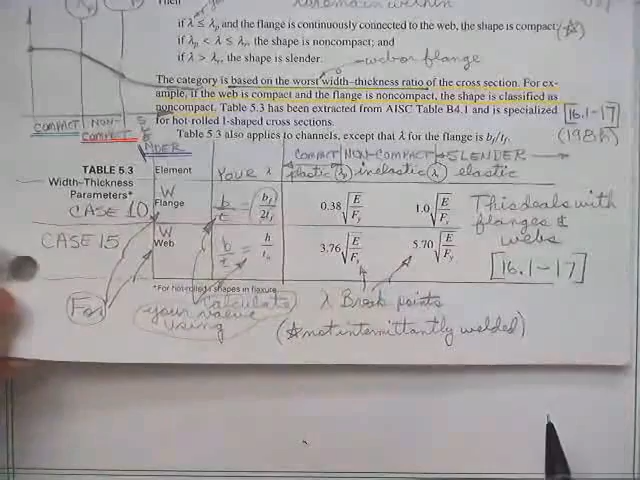 if λ ≤ λp and the flange is continuously connected to the web, the shape is compact;
if λp < λ ≤ λr, the shape is noncompact; and
if λ > λr, the shape is slender.
web or flange
The category is based on the worst width–thickness ratio of the cross section. For ex-
ample, if the web is compact and the flange is noncompact, the shape is classified as
noncompact. Table 5.3 has been extracted from AISC Table B4.1 and is specialized
for hot-rolled I-shaped cross sections.
[16.1-17]
Table 5.3 also applies to channels, except that λ for the flange is bf/tf.
COMPACT
NON-COMPACT
SLENDER
COMPACT NON-COMPACT SLENDER
TABLE 5.3
Width–Thickness
Parameters*
Element YOUR λ plastic λp inelastic λr elastic
CASE 10
W
Flange b/t = bf/2tf 0.38 √E/Fy 1.0 √E/Fy
CASE 15
W
Web b/t = h/tw 3.76 √E/Fy 5.70 √E/Fy
This deals with
flanges &
webs
[16.1-17]
*For hot-rolled I shapes in flexure.
For
Calculate
your value
using
λ Break points
(☆not intermittantly welded)